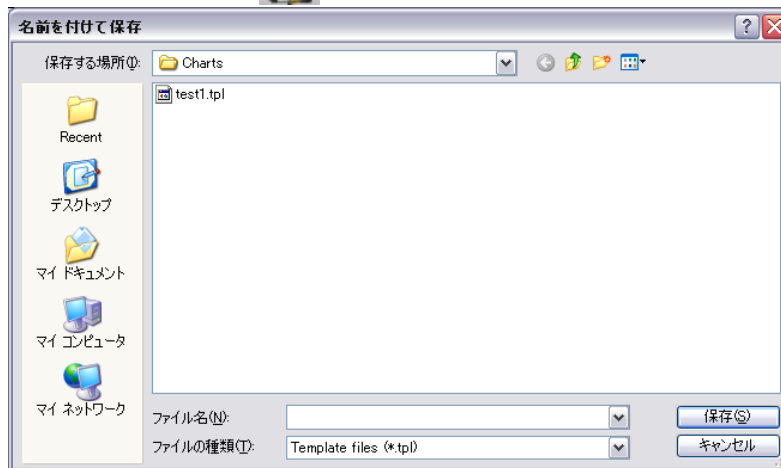 名前を付けて保存
保存する場所(I):
Charts
test1.tpl
Recent
デスクトップ
マイ ドキュメント
マイ コンピュータ
マイ ネットワーク
ファイル名(N):
保存(S)
ファイルの種類(T):
Template files (*.tpl)
キャンセル